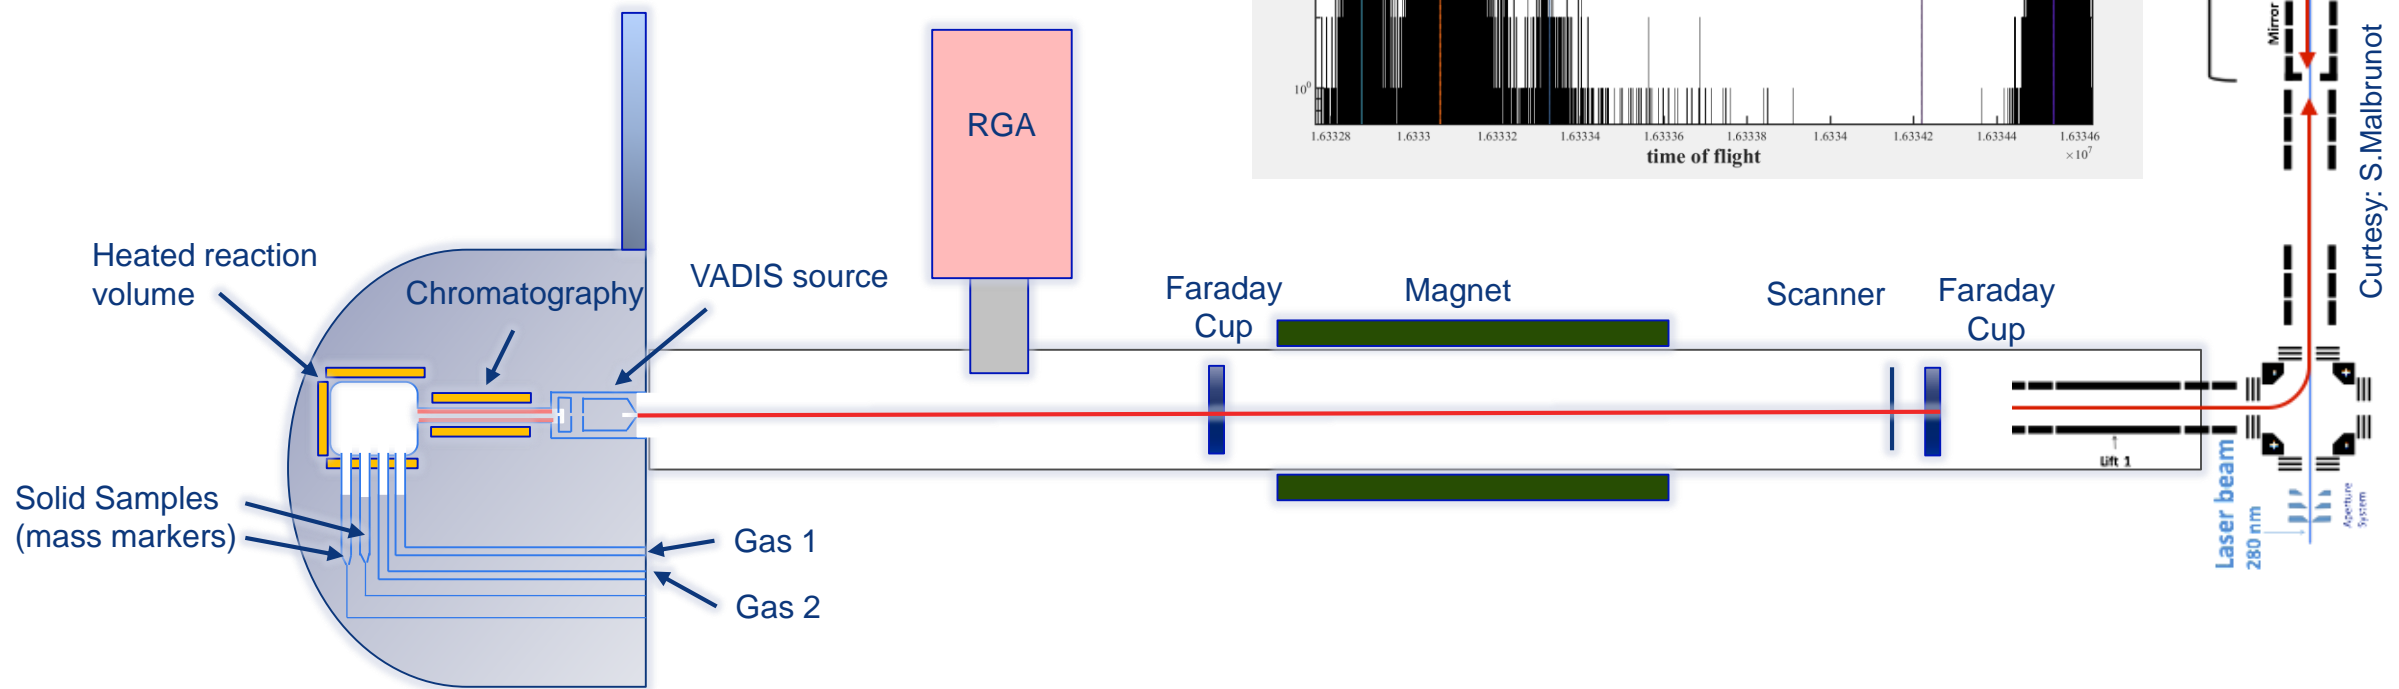 RGA
10⁰
1.63328 1.6333 1.63332 1.63334 1.63336 1.63338 1.6334 1.63342 1.63344 1.63346
×10⁷
time of flight
Mirror
Curtesy: S.Malbrunot
Heated reaction
volume
Chromatography
VADIS source
Faraday
Cup
Magnet
Scanner
Faraday
Cup
Lift 1
Laser beam
280 nm
Aperture
System
Solid Samples
(mass markers)
Gas 1
Gas 2